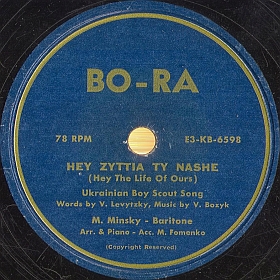 BO-RA
78 RPM E3-KB-6598
HEY ZYTTIA TY NASHE
(Hey The Life Of Ours)
Ukrainian Boy Scout Song
Words by V. Levytzky, Music by V. Bozyk
M. Minsky - Baritone
Arr. & Piano - Acc. M. Fomenko
(Copyright Reserved)